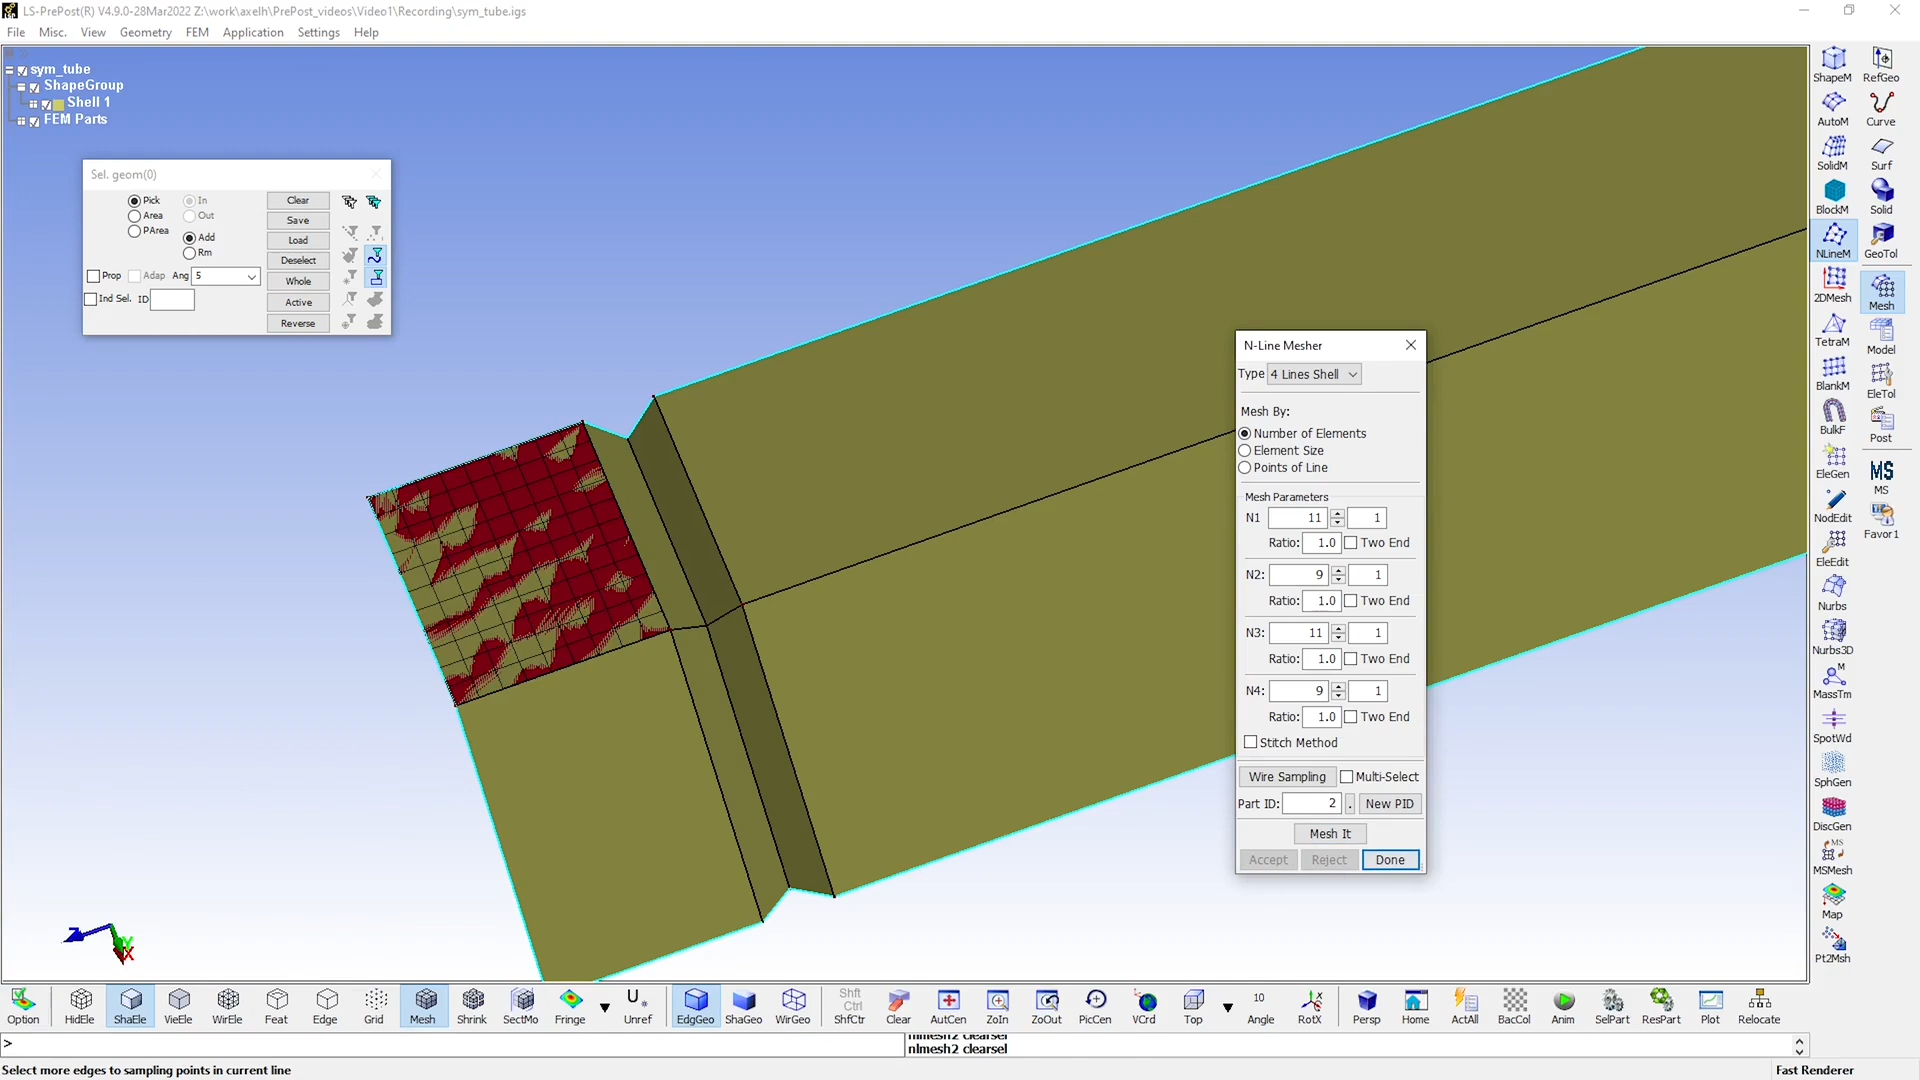 LS-PrePost(R) V4.9.0-28Mar2022 Z:\work\axelh\PrePost_videos\Video1\Recording\sym_tube.igs
File Misc. View Geometry FEM Application Settings Help
sym_tube
ShapeGroup
Shell 1
FEM Parts
Sel. geom(0)
Pick In Clear
Area Out Save
PArea Add Load
Rm Deselect
Prop Adap Ang 5 Whole
Ind Sel. ID Active
Reverse
N-Line Mesher
Type 4 Lines Shell
Mesh By:
Number of Elements
Element Size
Points of Line
Mesh Parameters
N1 11 1
Ratio: 1.0 Two End
N2: 9 1
Ratio: 1.0 Two End
N3: 11 1
Ratio: 1.0 Two End
N4: 9 1
Ratio: 1.0 Two End
Stitch Method
Wire Sampling Multi-Select
Part ID: 2 . New PID
Mesh It
Accept Reject Done
ShapeM RefGeo
AutoM Curve
SolidM Surf
BlockM Solid
NLineM GeoTol
2DMesh Mesh
TetraM Model
BlankM EleTol
BulkF Post
EleGen MS MS
NodEdit Favor1
EleEdit
Nurbs
Nurbs3D
M
MassTm
SpotWd
SphGen
DiscGen
MS
MSMesh
Map
Pt2Msh
Z Y X
Option HidEle ShaEle VieEle WirEle Feat Edge Grid Mesh Shrink SectMo Fringe U Unref EdgGeo ShaGeo WirGeo Shft Ctrl ShfCtr Clear AutCen ZoIn ZoOut PicCen VCrd Top 10 Angle RotX Persp Home ActAll BacCol Anim SelPart ResPart Plot Relocate
>
nlmesh2 clearsel
nlmesh2 clearsel
Select more edges to sampling points in current line Fast Renderer